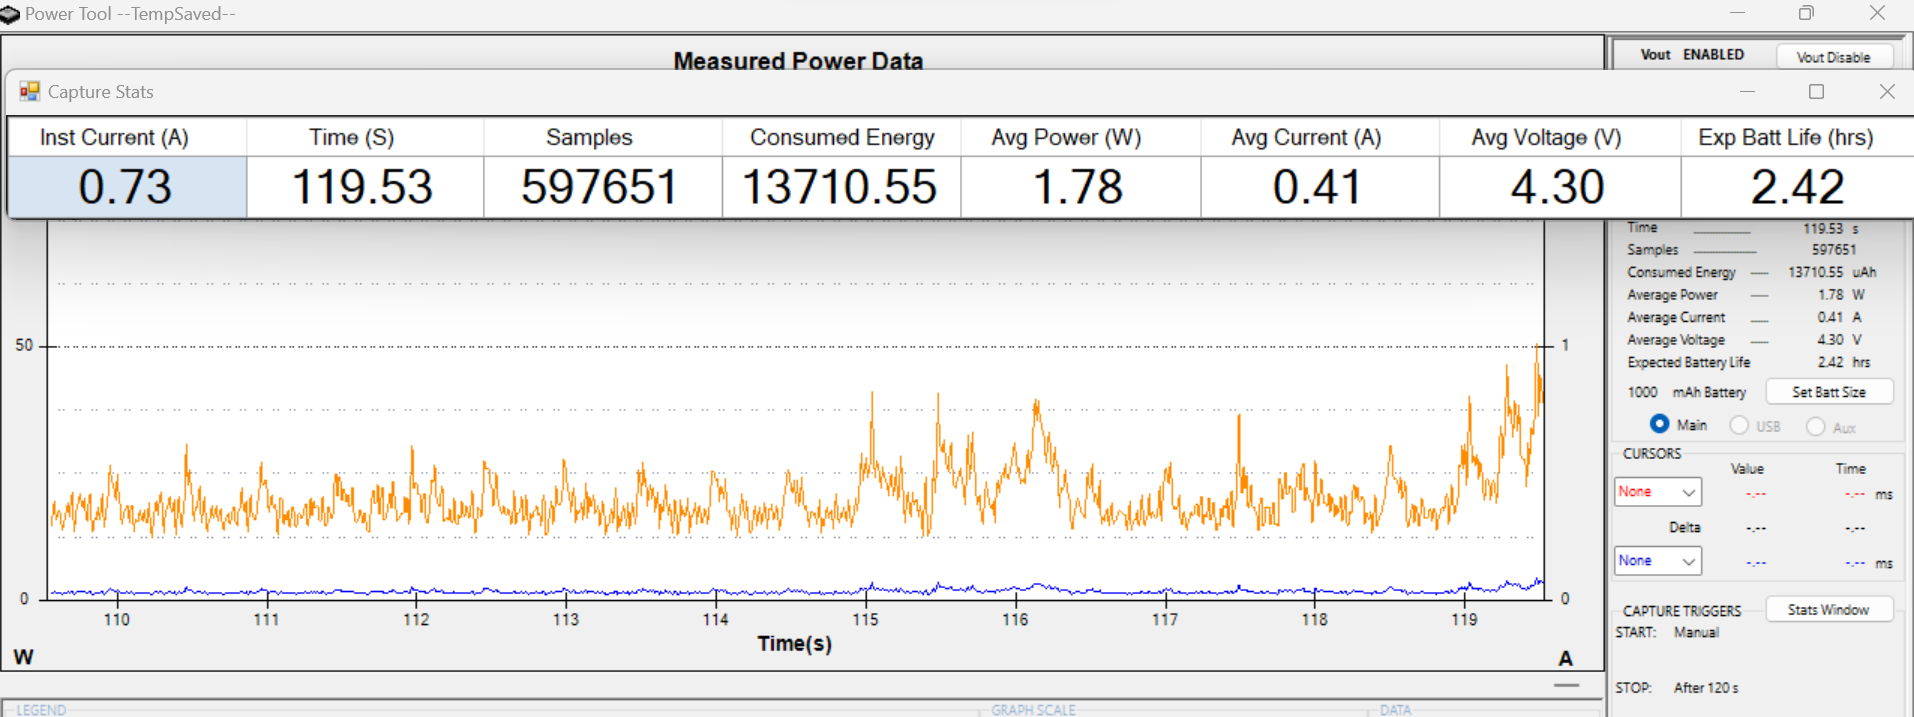 Power Tool --TempSaved--
Measured Power Data
Vout ENABLED Vout Disable
Capture Stats
Inst Current (A) Time (S) Samples Consumed Energy Avg Power (W) Avg Current (A) Avg Voltage (V) Exp Batt Life (hrs)
0.73 119.53 597651 13710.55 1.78 0.41 4.30 2.42
Time 119.53 s
Samples 597651
Consumed Energy 13710.55 uAh
Average Power 1.78 W
Average Current 0.41 A
Average Voltage 4.30 V
Expected Battery Life 2.42 hrs
1000 mAh Battery Set Batt Size
Main USB Aux
CURSORS
Value Time
None -.-- -.-- ms
Delta -.-- -.--
None -.-- -.-- ms
CAPTURE TRIGGERS Stats Window
START: Manual
STOP: After 120 s
50 1
0 0
110 111 112 113 114 115 116 117 118 119
Time(s)
W A
LEGEND GRAPH SCALE DATA